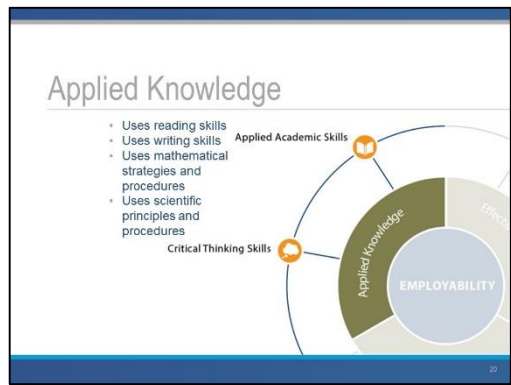 Applied Knowledge
• Uses reading skills
• Uses writing skills
• Uses mathematical
strategies and
procedures
• Uses scientific
principles and
procedures
Applied Academic Skills
Critical Thinking Skills
Applied Knowledge
EMPLOYABILITY
20